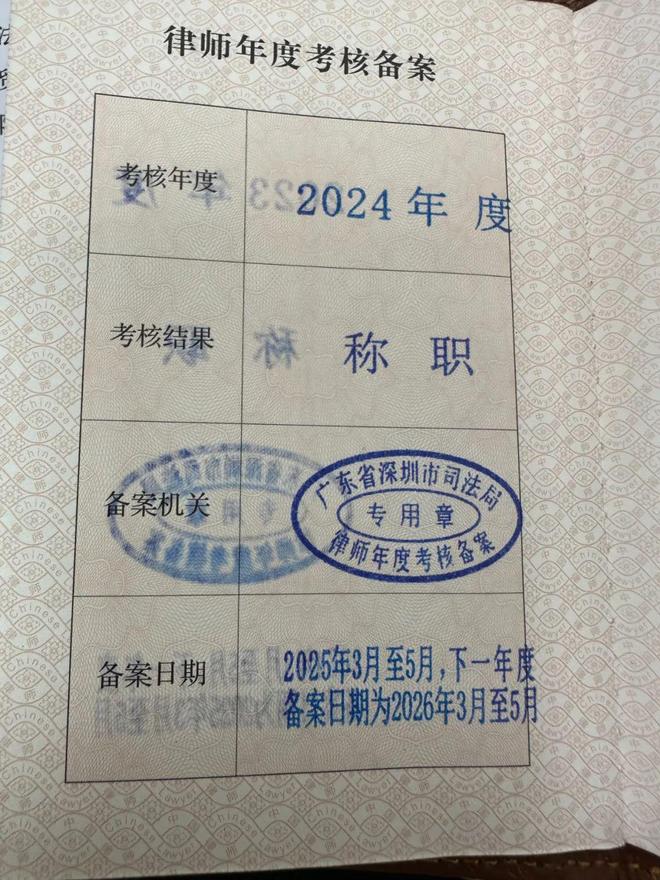 律师年度考核备案
考核年度
2024年 度
考核结果
称 职
备案机关
广东省深圳市司法局
专用章
律师年度考核备案
备案日期
2025年3月至5月,下一年度
备案日期为2026年3月至5月